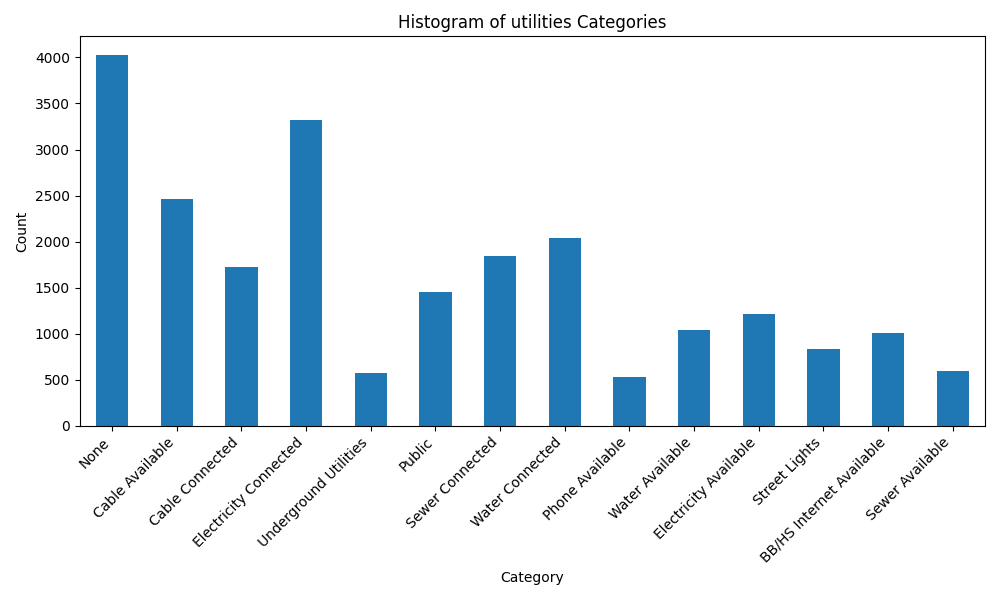 Histogram of utilities Categories
Count
4000
3500
3000
2500
2000
1500
1000
500
0
None
Cable Available
Cable Connected
Electricity Connected
Underground Utilities
Public
Sewer Connected
Water Connected
Phone Available
Water Available
Electricity Available
Street Lights
BB/HS Internet Available
Sewer Available
Category